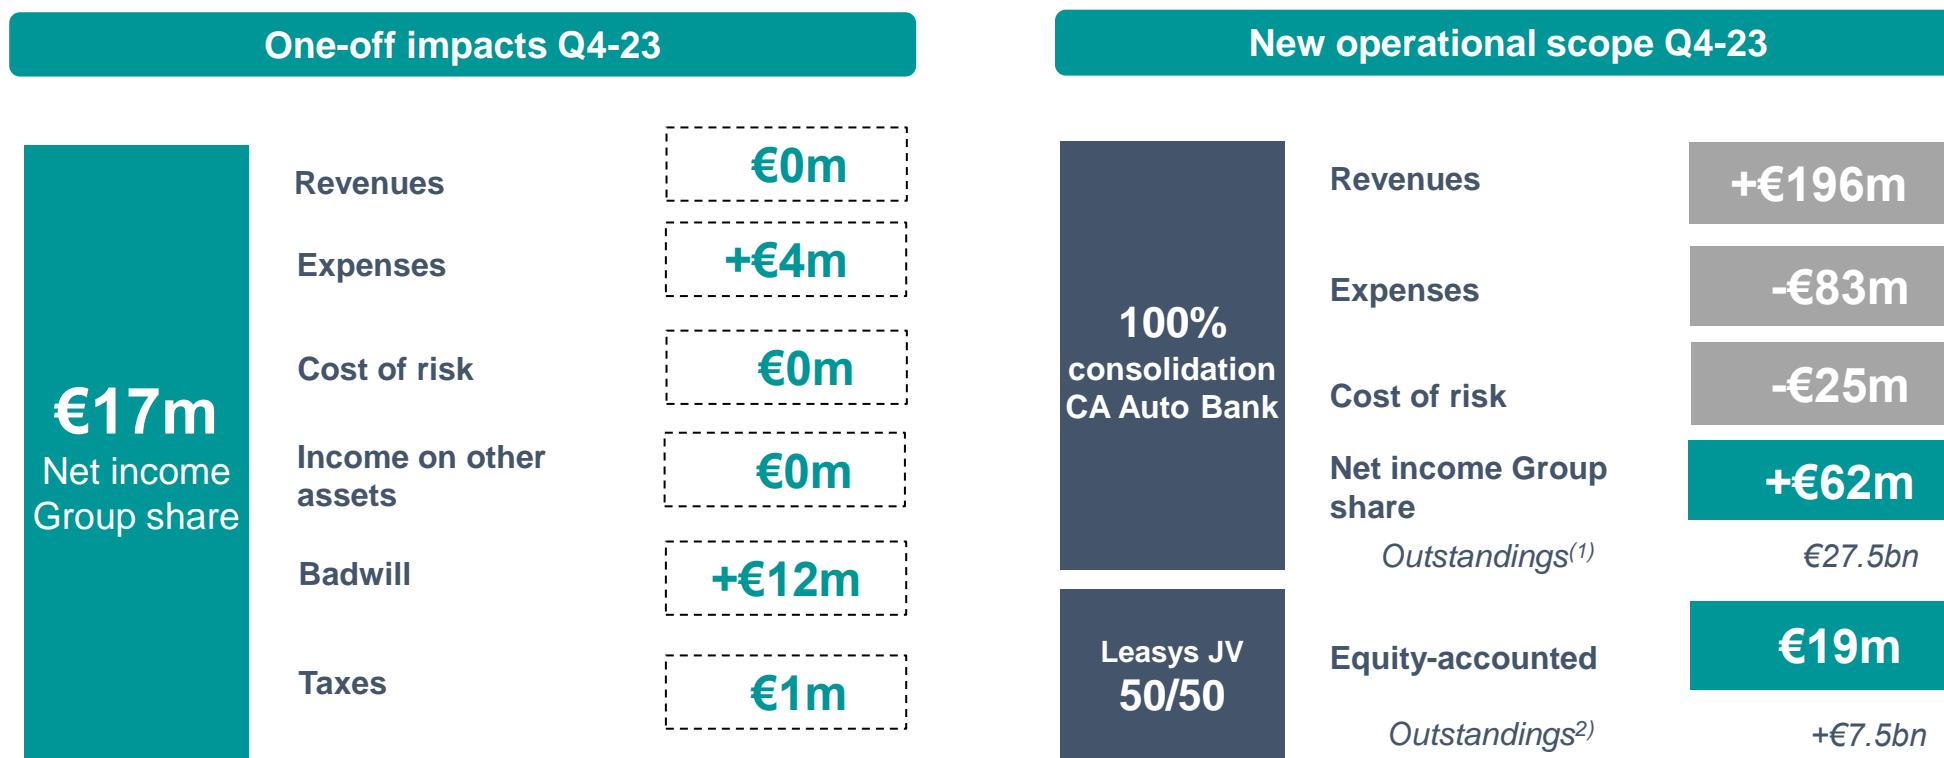 One-off impacts Q4-23
€17m
Net income
Group share
Revenues
€0m
Expenses
+€4m
Cost of risk
€0m
Income on other
assets
€0m
Badwill
+€12m
Taxes
€1m
New operational scope Q4-23
100%
consolidation
CA Auto Bank
Revenues
+€196m
Expenses
-€83m
Cost of risk
-€25m
Net income Group
share
+€62m
Outstandings(1)
€27.5bn
Leasys JV
50/50
Equity-accounted
€19m
Outstandings2)
+€7.5bn